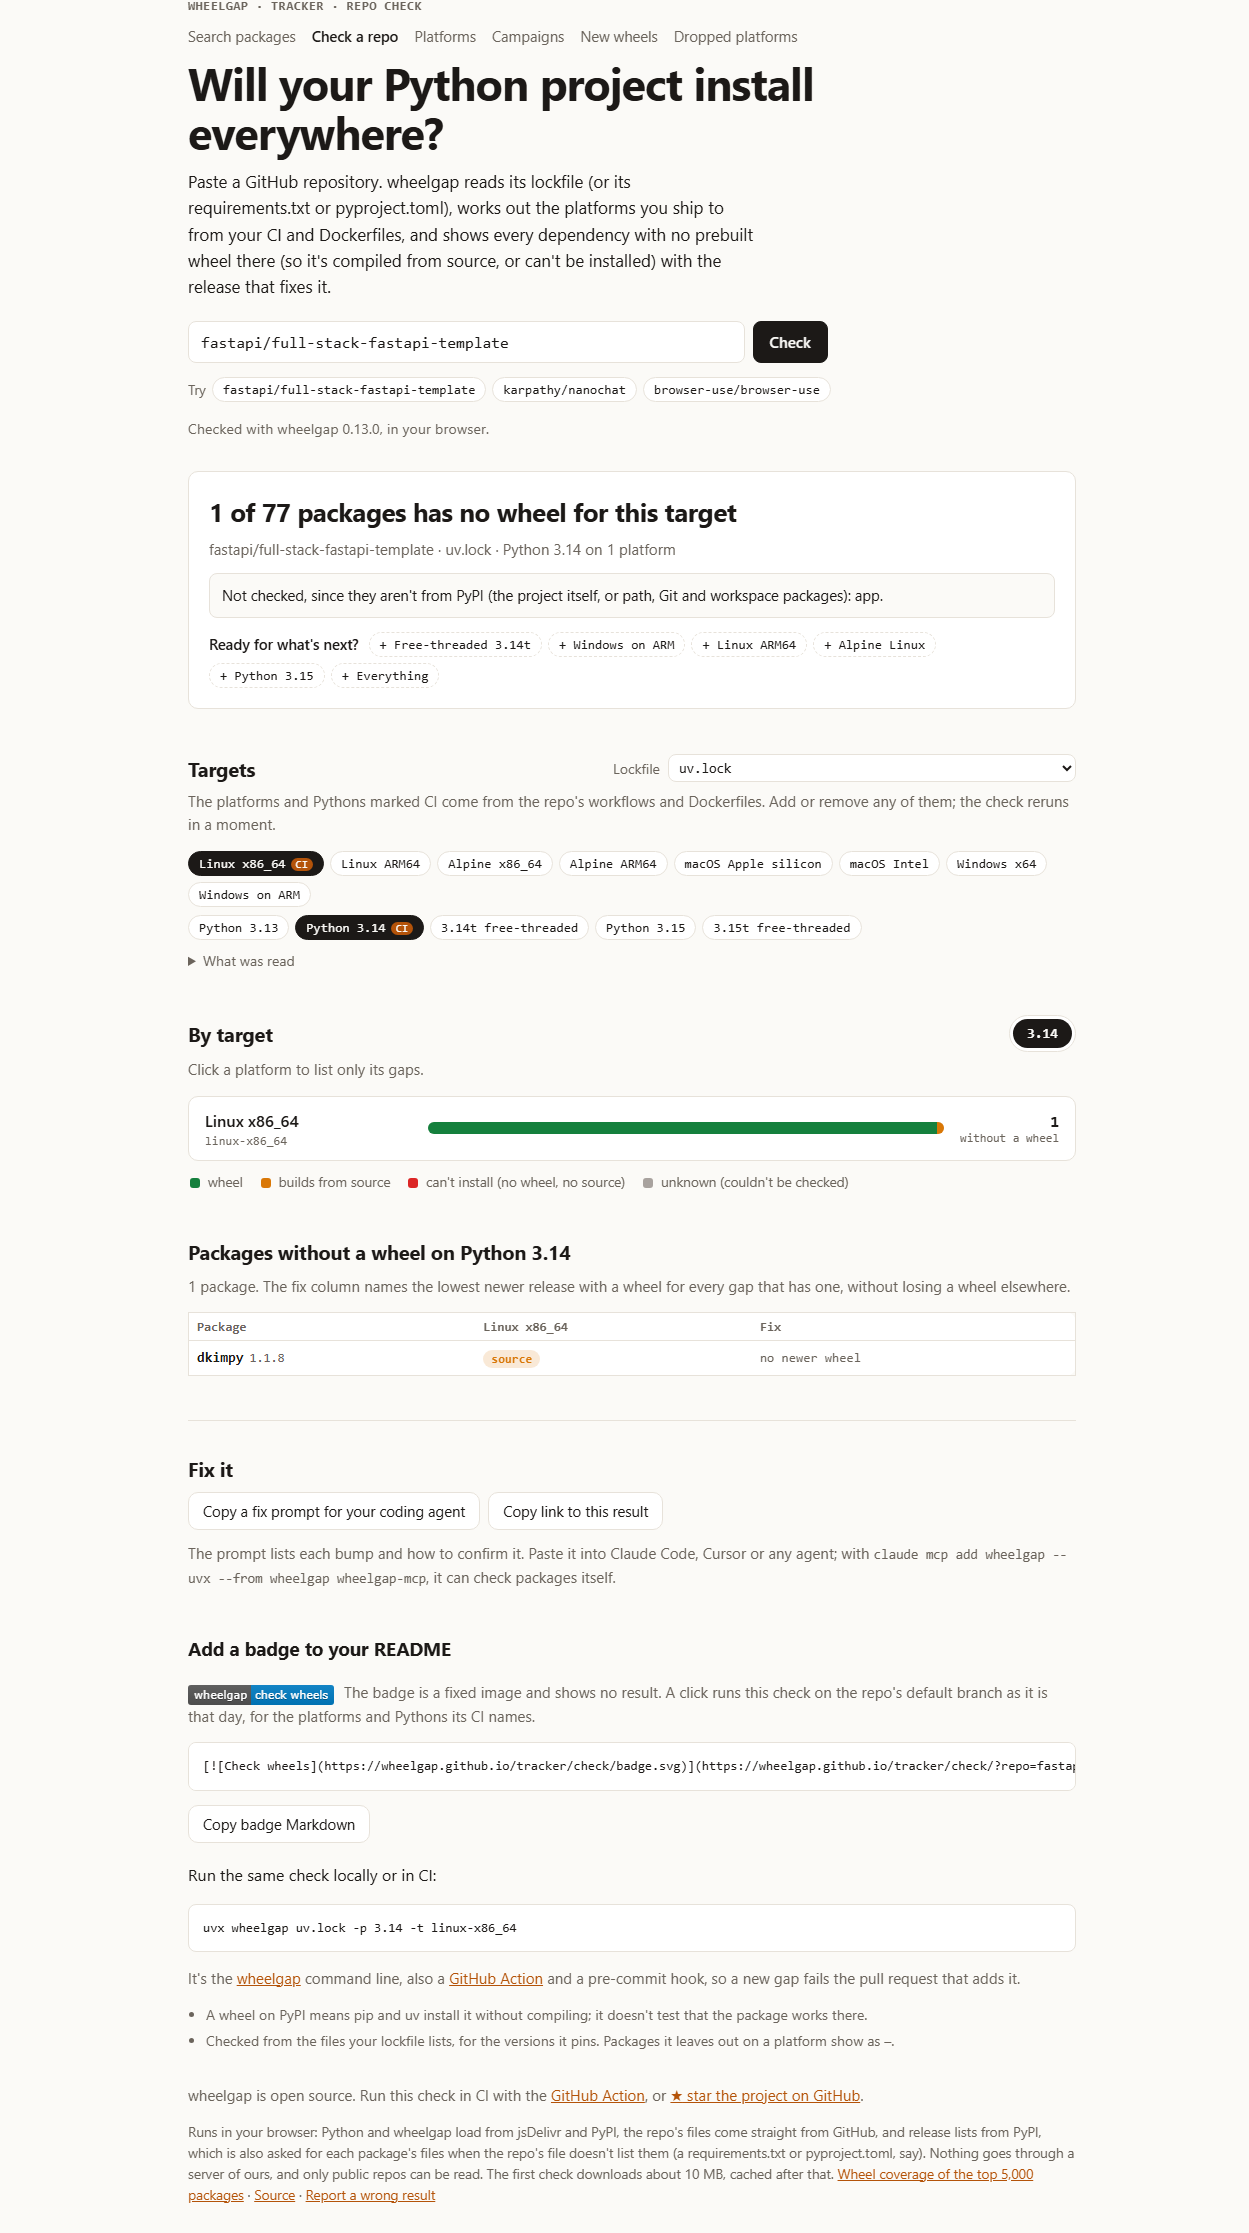 WHEELGAP · TRACKER · REPO CHECK
Search packages Check a repo Platforms Campaigns New wheels Dropped platforms
Will your Python project install
everywhere?
Paste a GitHub repository. wheelgap reads its lockfile (or its
requirements.txt or pyproject.toml), works out the platforms you ship to
from your CI and Dockerfiles, and shows every dependency with no prebuilt
wheel there (so it's compiled from source, or can't be installed) with the
release that fixes it.
fastapi/full-stack-fastapi-template Check
Try fastapi/full-stack-fastapi-template karpathy/nanochat browser-use/browser-use
Checked with wheelgap 0.13.0, in your browser.
1 of 77 packages has no wheel for this target
fastapi/full-stack-fastapi-template · uv.lock · Python 3.14 on 1 platform
Not checked, since they aren't from PyPI (the project itself, or path, Git and workspace packages): app.
Ready for what's next? + Free-threaded 3.14t + Windows on ARM + Linux ARM64 + Alpine Linux
+ Python 3.15 + Everything
Targets Lockfile uv.lock
The platforms and Pythons marked CI come from the repo's workflows and Dockerfiles. Add or remove any of them; the check reruns
in a moment.
Linux x86_64 CI Linux ARM64 Alpine x86_64 Alpine ARM64 macOS Apple silicon macOS Intel Windows x64
Windows on ARM
Python 3.13 Python 3.14 CI 3.14t free-threaded Python 3.15 3.15t free-threaded
▶ What was read
By target 3.14
Click a platform to list only its gaps.
Linux x86_64 1
linux-x86_64 without a wheel
wheel builds from source can't install (no wheel, no source) unknown (couldn't be checked)
Packages without a wheel on Python 3.14
1 package. The fix column names the lowest newer release with a wheel for every gap that has one, without losing a wheel elsewhere.
Package Linux x86_64 Fix
dkimpy 1.1.8 source no newer wheel
Fix it
Copy a fix prompt for your coding agent Copy link to this result
The prompt lists each bump and how to confirm it. Paste it into Claude Code, Cursor or any agent; with claude mcp add wheelgap --
uvx --from wheelgap wheelgap-mcp, it can check packages itself.
Add a badge to your README
wheelgap check wheels The badge is a fixed image and shows no result. A click runs this check on the repo's default branch as it is
that day, for the platforms and Pythons its CI names.
[![Check wheels](https://wheelgap.github.io/tracker/check/badge.svg)](https://wheelgap.github.io/tracker/check/?repo=fastap
Copy badge Markdown
Run the same check locally or in CI:
uvx wheelgap uv.lock -p 3.14 -t linux-x86_64
It's the wheelgap command line, also a GitHub Action and a pre-commit hook, so a new gap fails the pull request that adds it.
• A wheel on PyPI means pip and uv install it without compiling; it doesn't test that the package works there.
• Checked from the files your lockfile lists, for the versions it pins. Packages it leaves out on a platform show as –.
wheelgap is open source. Run this check in CI with the GitHub Action, or ★ star the project on GitHub.
Runs in your browser: Python and wheelgap load from jsDelivr and PyPI, the repo's files come straight from GitHub, and release lists from PyPI,
which is also asked for each package's files when the repo's file doesn't list them (a requirements.txt or pyproject.toml, say). Nothing goes through a
server of ours, and only public repos can be read. The first check downloads about 10 MB, cached after that. Wheel coverage of the top 5,000
packages · Source · Report a wrong result